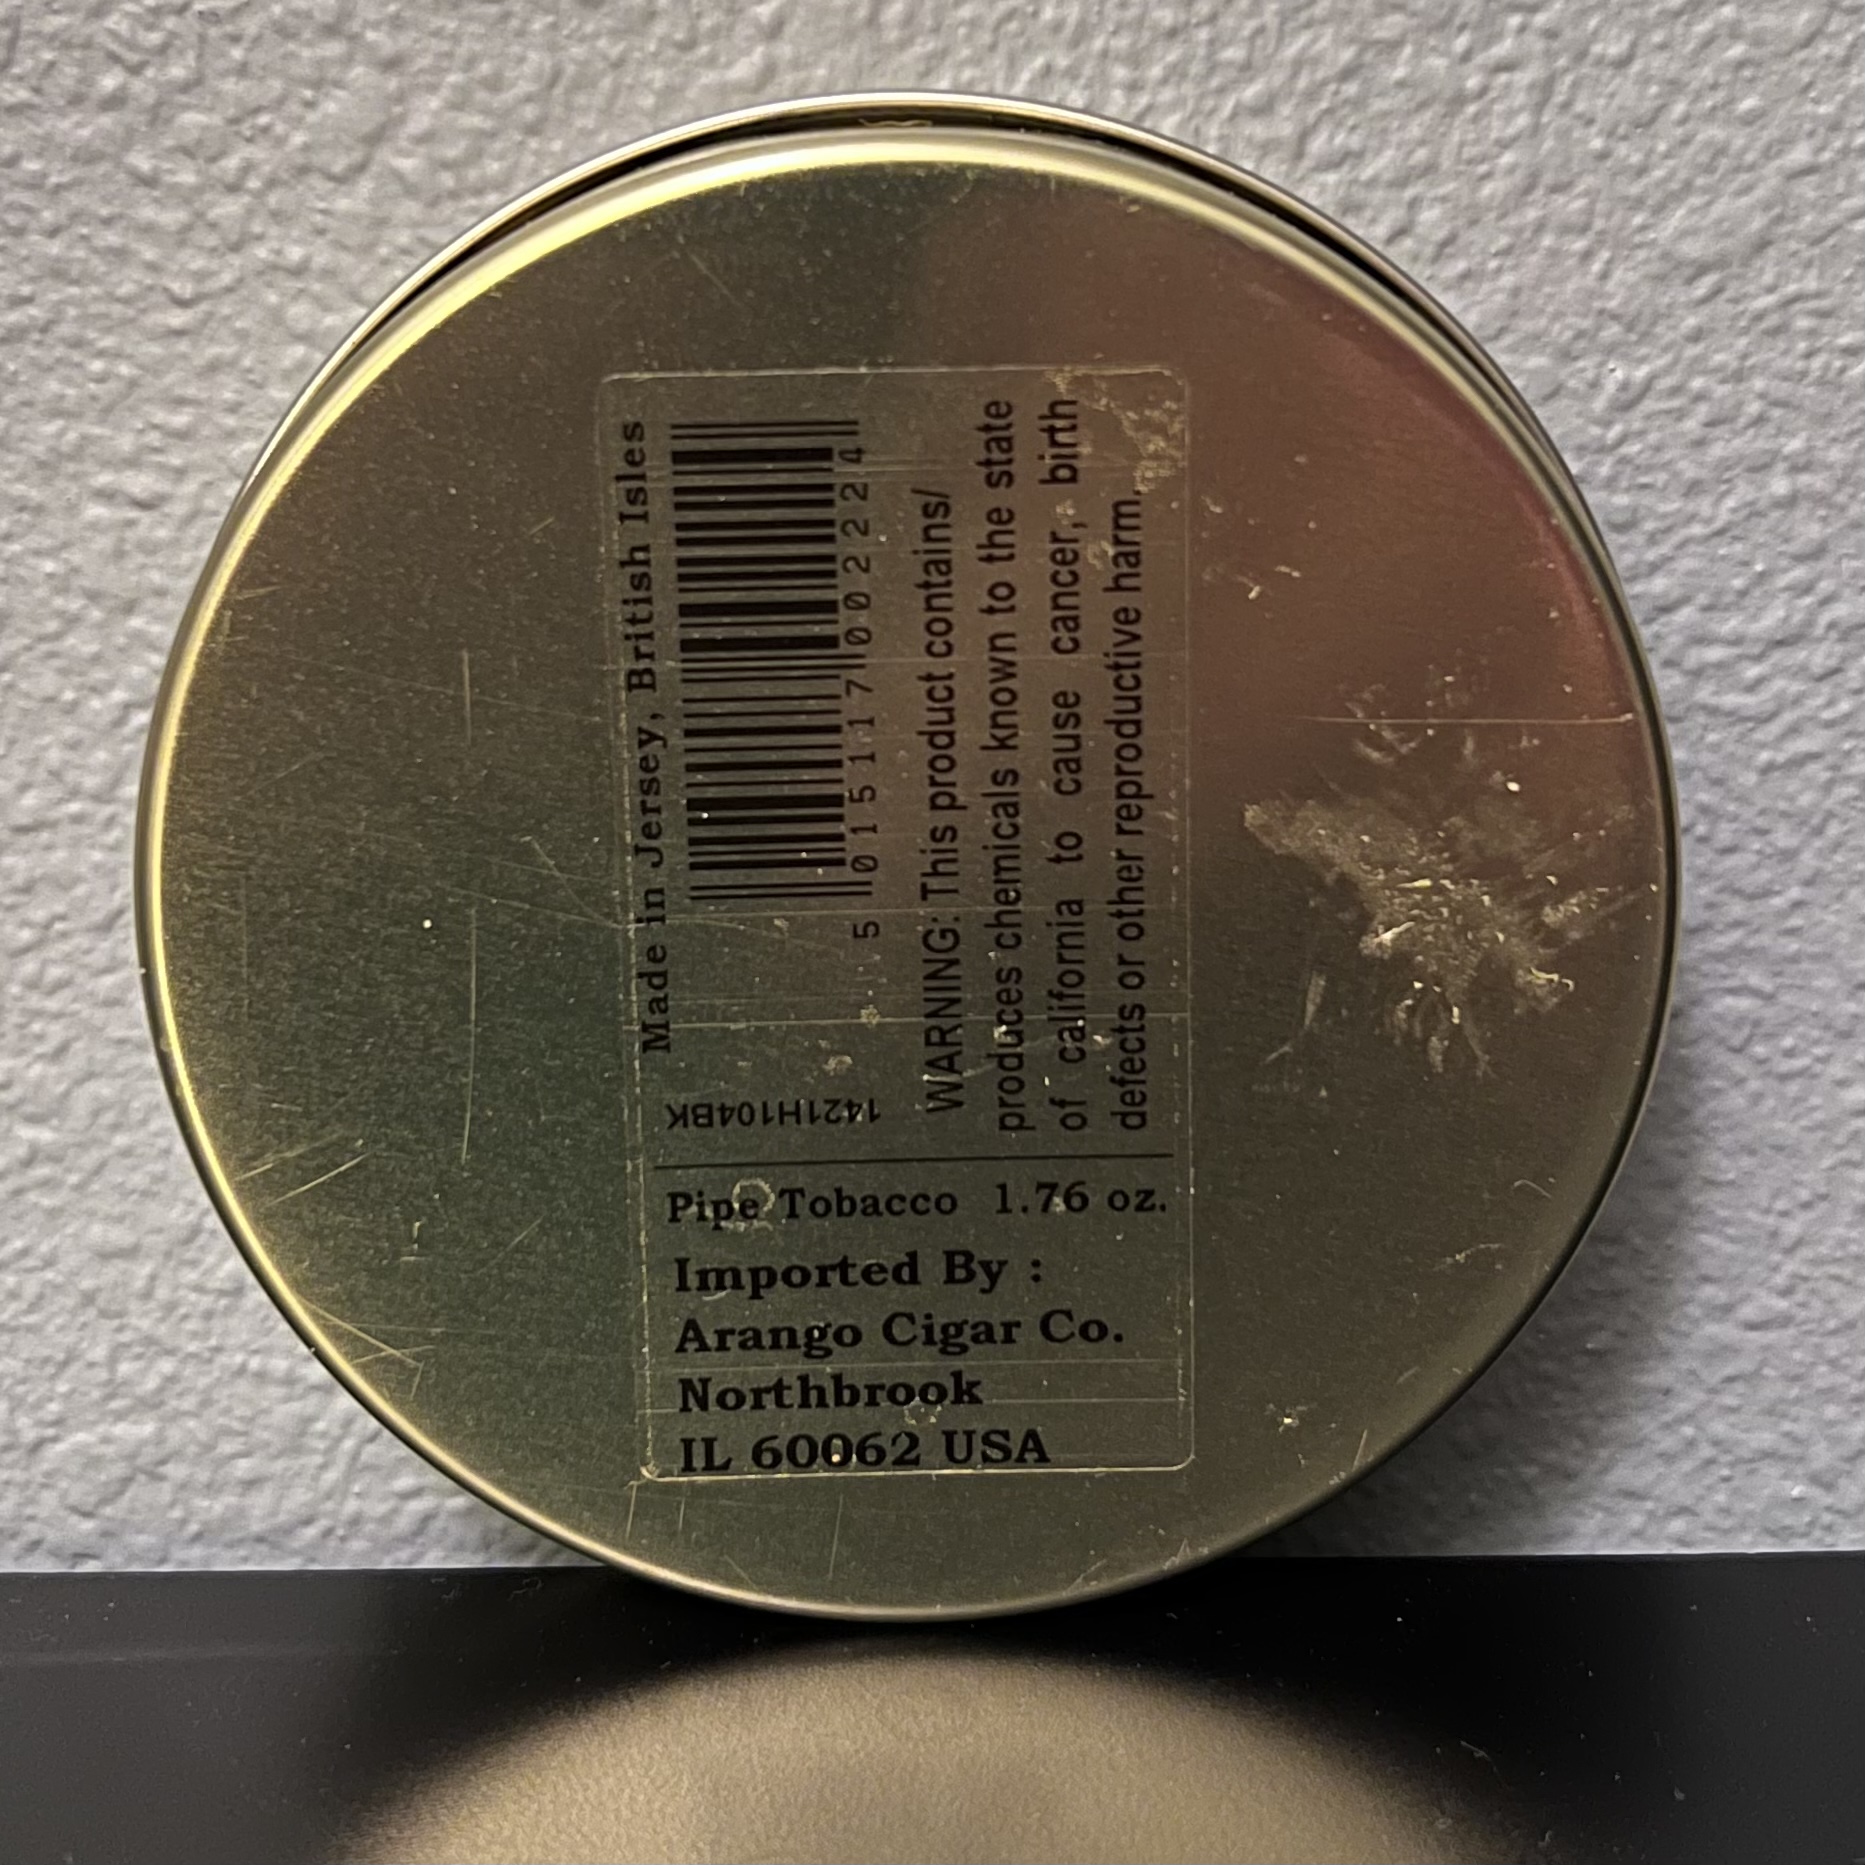 Made in Jersey, British Isles
5 015117 002224
WARNING: This product contains/
produces chemicals known to the state
of california to cause cancer, birth
defects or other reproductive harm.
1421H104BK
Pipe Tobacco 1.76 oz.
Imported By :
Arango Cigar Co.
Northbrook
IL 60062 USA